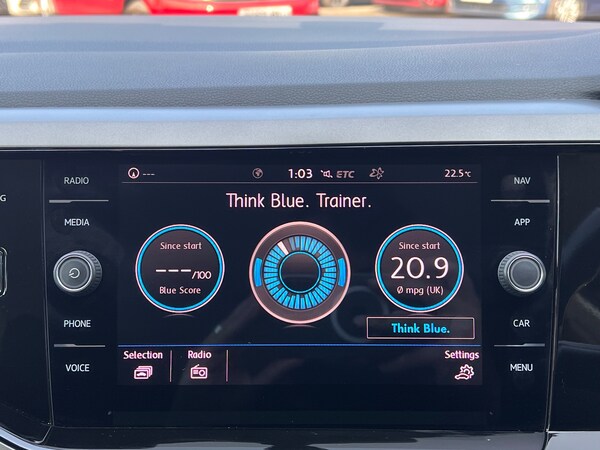 G
RADIO
MEDIA
PHONE
VOICE
--- 1:03 ETC 22.5°C
Think Blue. Trainer.
Since start
---/100
Blue Score
Since start
20.9
Ø mpg (UK)
Think Blue.
Selection Radio Settings
NAV
APP
CAR
MENU